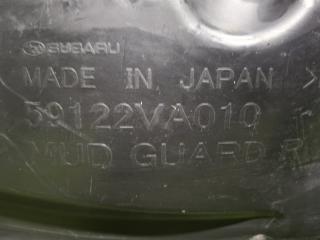 SUBARU
MADE IN JAPAN >
59122VA010
MUD GUARD R